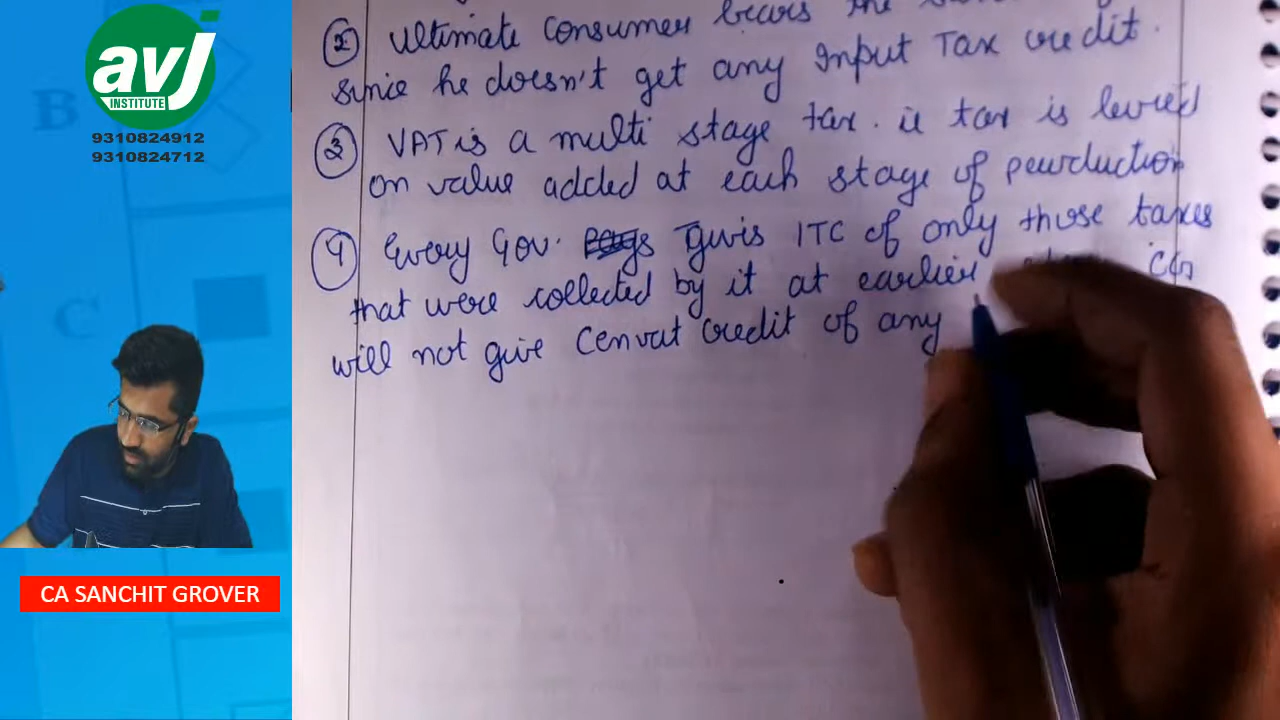 avj
INSTITUTE
9310824912
9310824712
CA SANCHIT GROVER
② Ultimate Consumer bears the
since he doesn't get any Input Tax credit.
③ VAT is a multi stage tax. ie tax is levied
on value added at each stage of production
④ Every Gov. gives ITC of only those taxes
that were collected by it at earlier CG
will not give Cenvat Credit of any